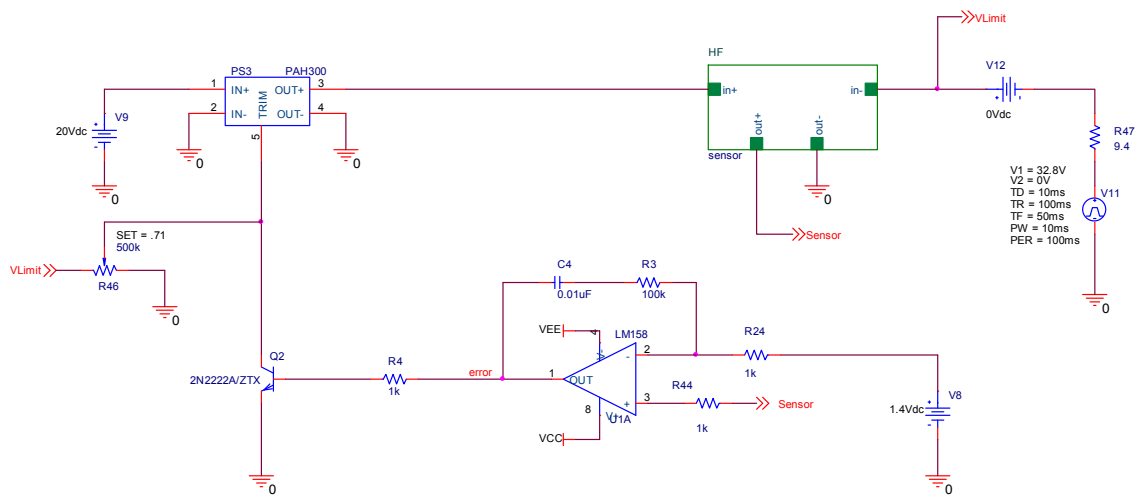 VLimit
HF
V12
0Vdc
PS3 PAH300
1 IN+ OUT+ 3
2 IN- OUT- 4
TRIM
5
V9
20Vdc
0
0
0
0
in+
in-
out+
out-
sensor
0
Sensor
R47
9.4
V1 = 32.8V
V2 = 0V
TD = 10ms
TR = 100ms
TF = 50ms
PW = 10ms
PER = 100ms
V11
0
SET = .71
500k
VLimit
R46
0
C4
0.01uF
R3
100k
VEE
4
V-
LM158
2
-
R24
1k
Q2
2N2222A/ZTX
R4
1k
error
1
OUT
+
3
R44
1k
Sensor
8
V+
U1A
VCC
V8
1.4Vdc
0
0